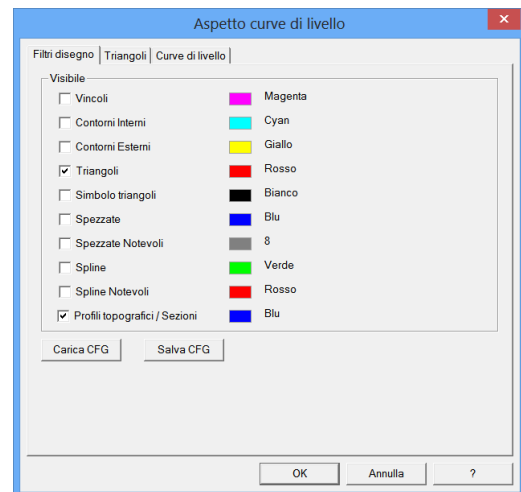 Aspetto curve di livello
Filtri disegno Triangoli Curve di livello
Visibile
Vincoli Magenta
Contorni Interni Cyan
Contorni Esterni Giallo
Triangoli Rosso
Simbolo triangoli Bianco
Spezzate Blu
Spezzate Notevoli 8
Spline Verde
Spline Notevoli Rosso
Profili topografici / Sezioni Blu
Carica CFG Salva CFG
OK Annulla ?